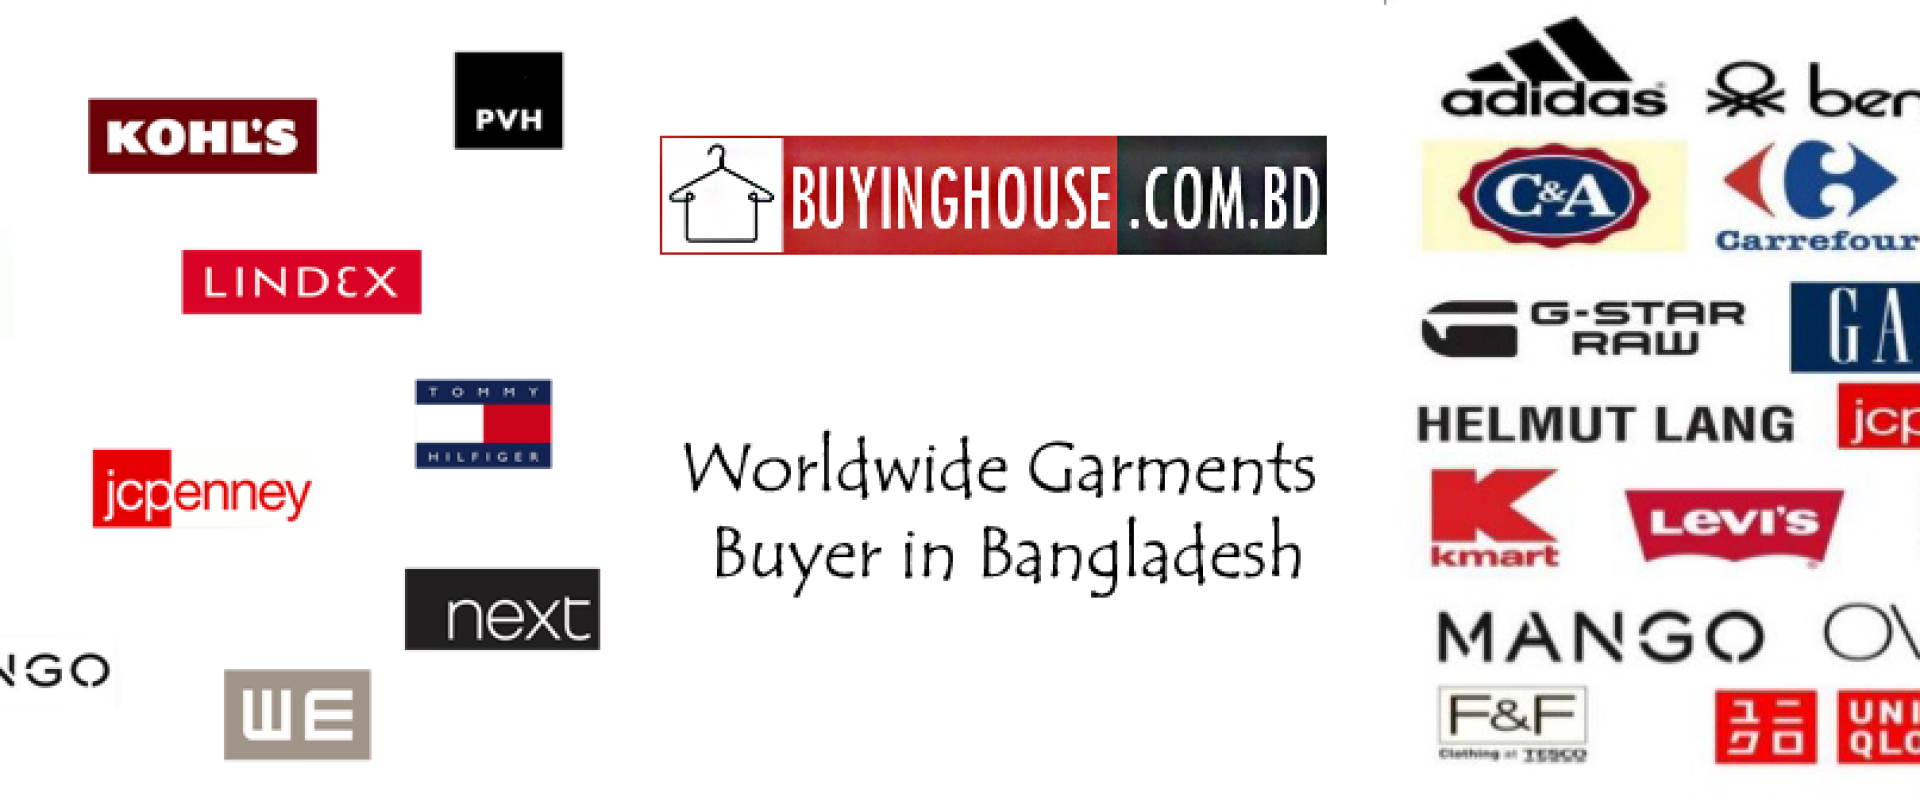 KOHL'S
PVH
LINDEX
TOMMY
HILFIGER
jcpenney
next
NGO
WE
BUYINGHOUSE.COM.BD
Worldwide Garments
Buyer in Bangladesh
adidas
ben
C&A
Carrefour
G-STAR
RAW
GA
HELMUT LANG
jcp
K
kmart
LEVI'S
MANGO
OV
F&F
Clothing at TESCO
ユニ
クロ
UNI
QLO